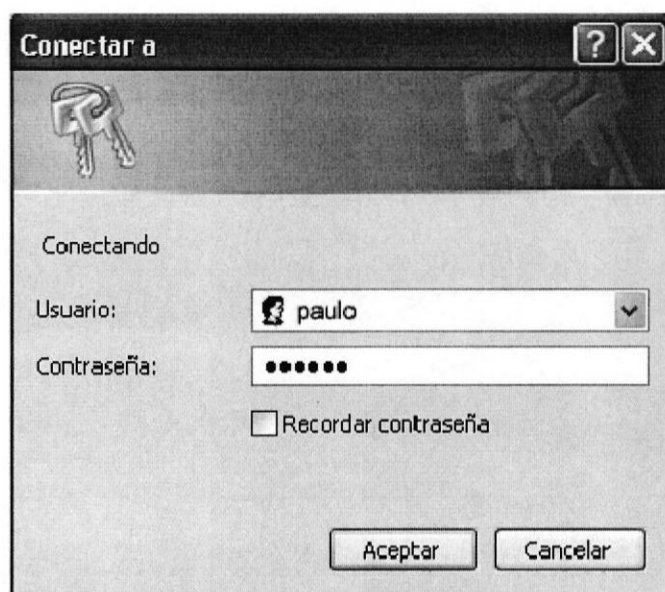 Conectar a
Conectando
Usuario: paulo
Contraseña: ●●●●●●
Recordar contraseña
Aceptar Cancelar